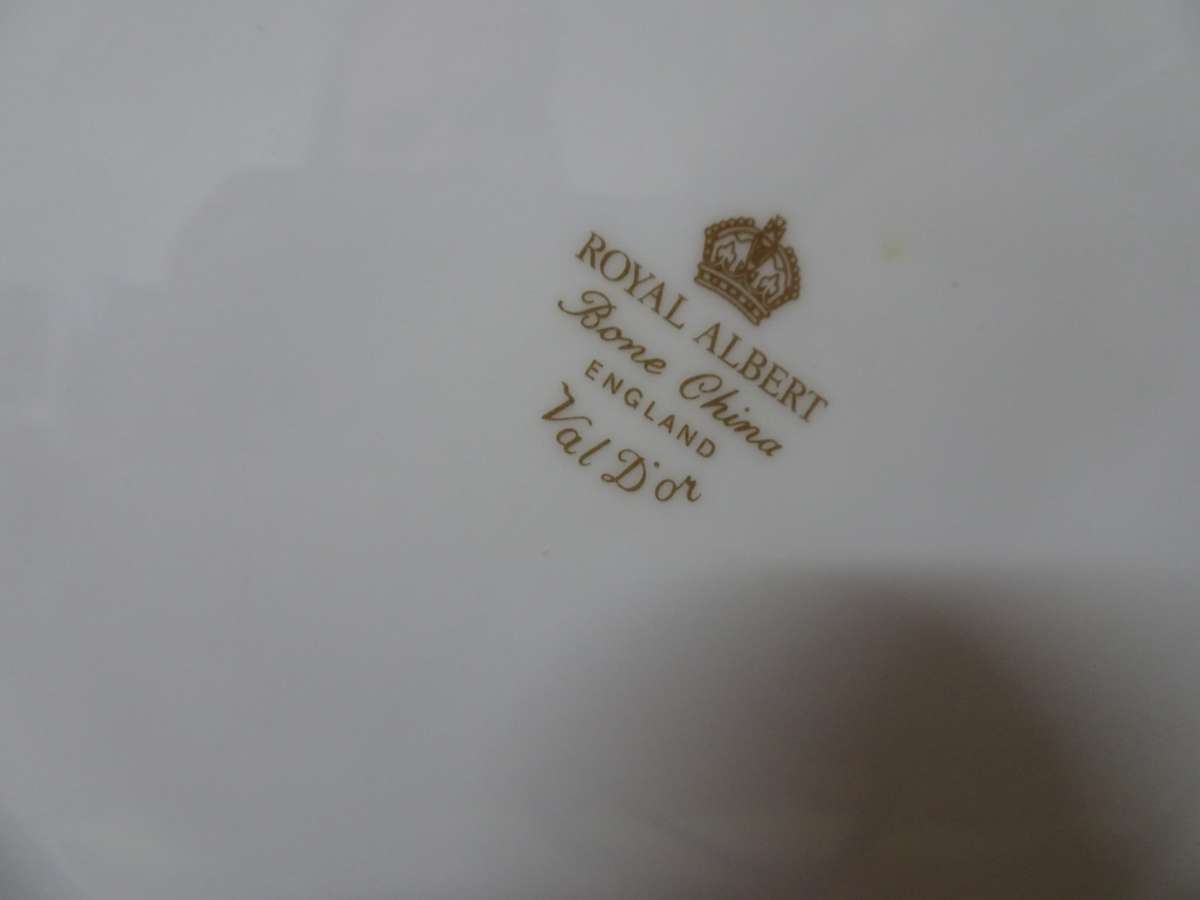 ROYAL ALBERT
Bone China
ENGLAND
Val D'or